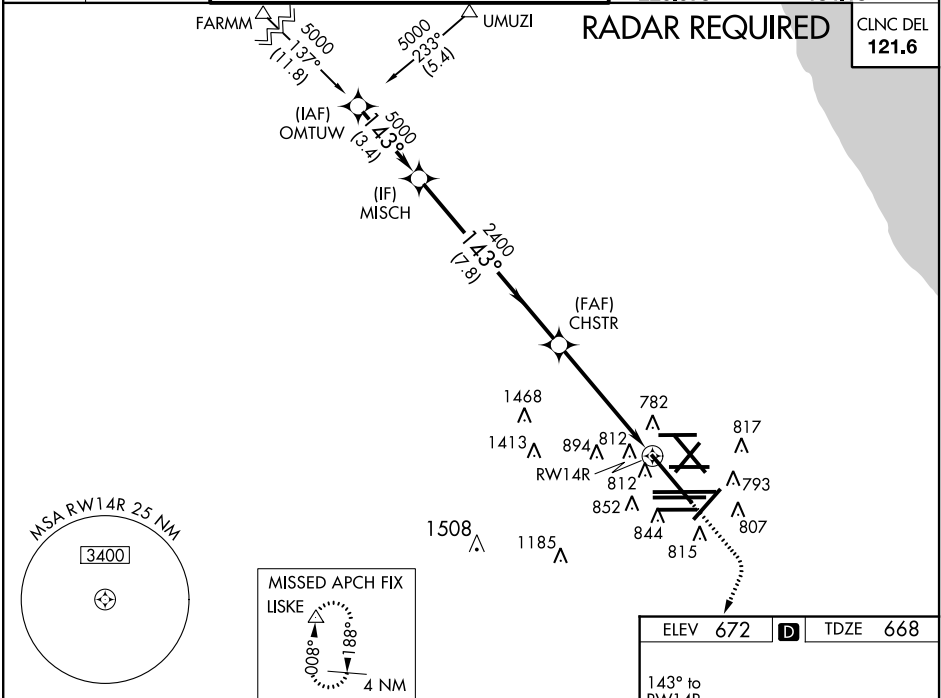 RADAR REQUIRED
CLNC DEL
121.6
FARMM
5000
137°
(11.8)
UMUZI
5000
233°
(5.4)
(IAF)
OMTUW
5000
143°
(3.4)
(IF)
MISCH
2400
143°
(7.8)
(FAF)
CHSTR
1468
782
1413
894
812
817
RW14R
812
793
852
844
807
815
1508
1185
MSA RW14R 25 NM
3400
MISSED APCH FIX
LISKE
008°
188°
4 NM
ELEV 672
D
TDZE 668
143° to
RW14R